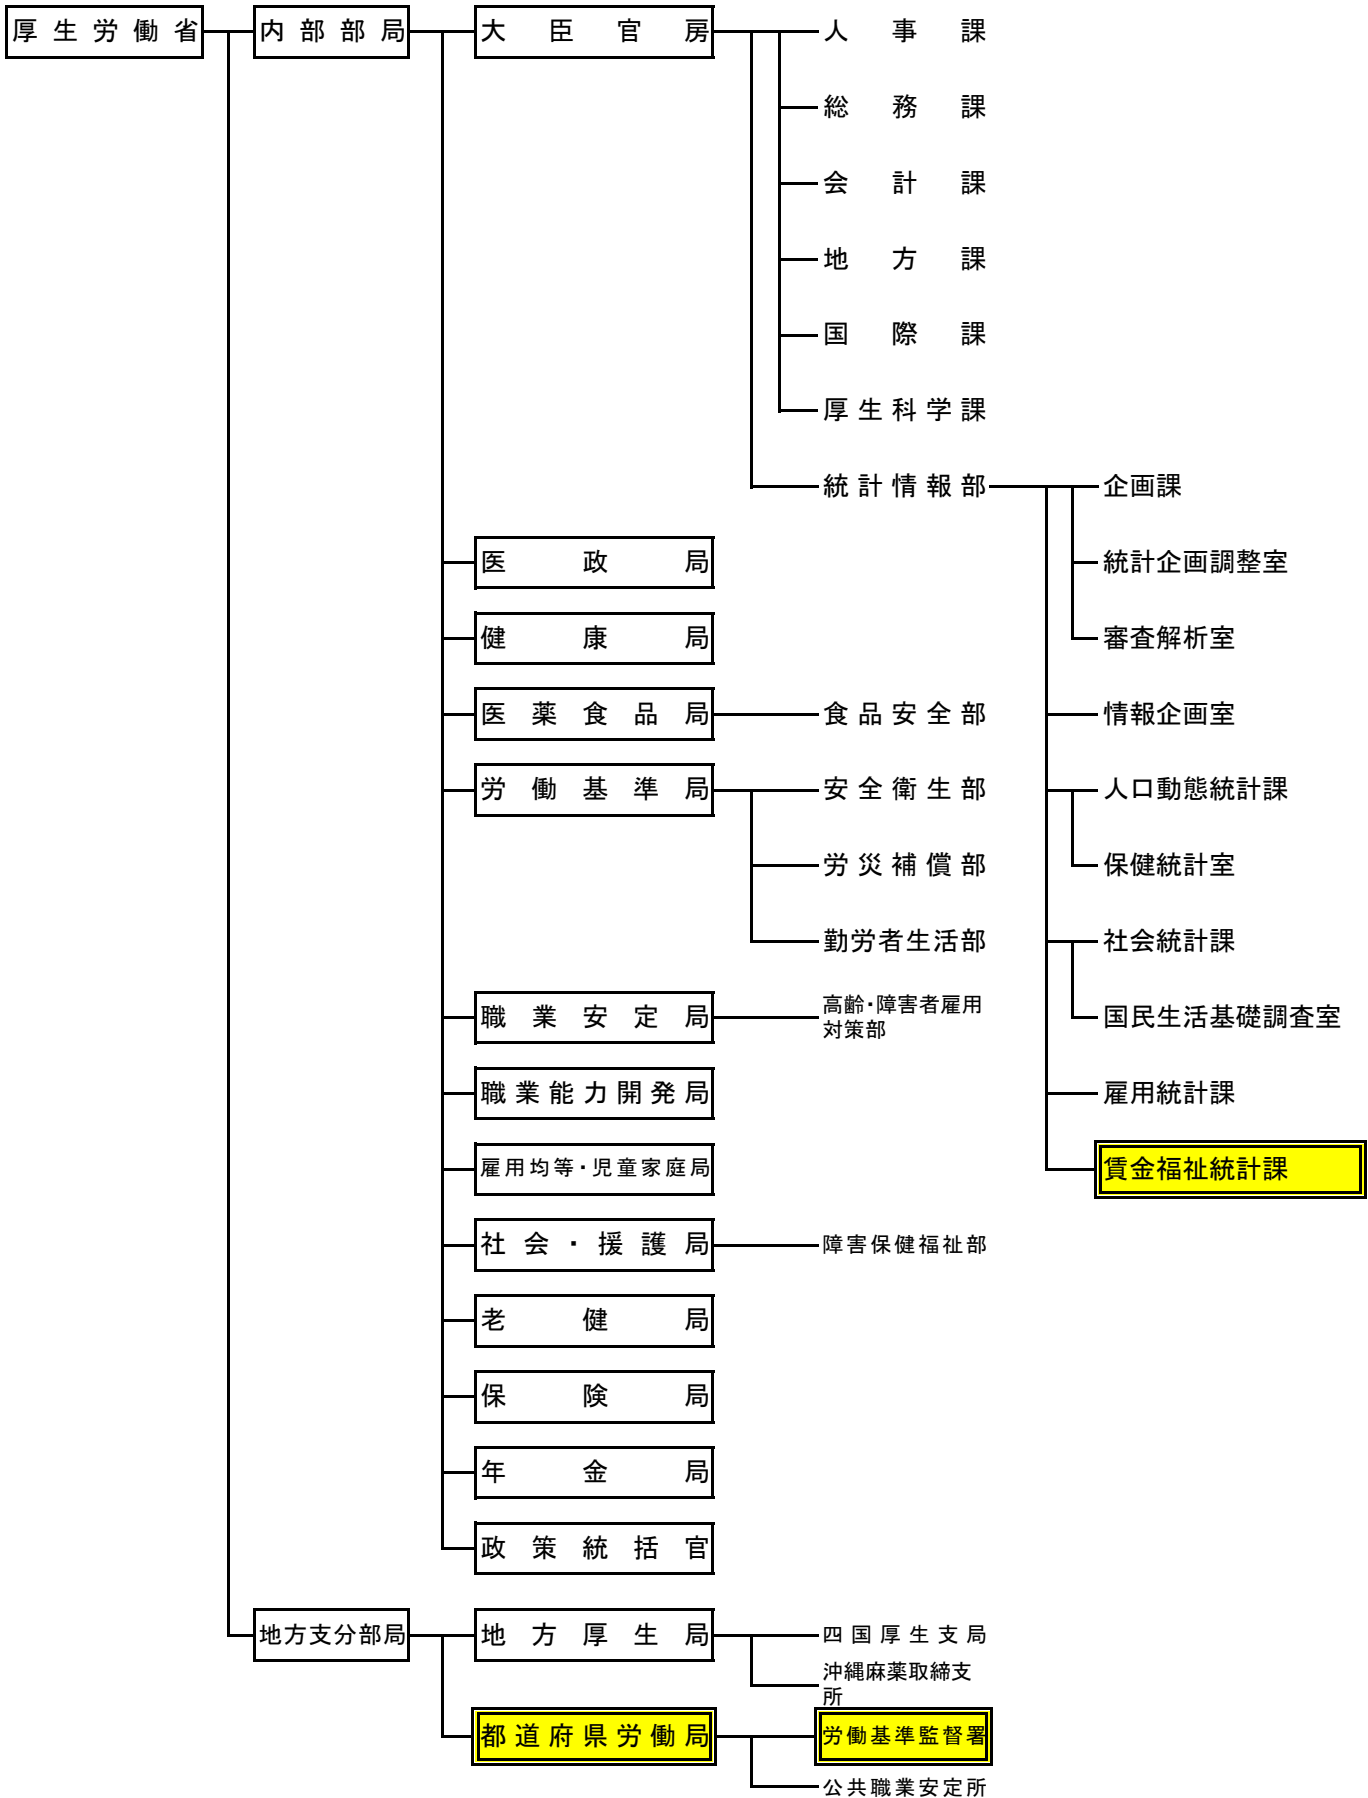 厚生労働省
内部部局
大臣官房
人事課
総務課
会計課
地方課
国際課
厚生科学課
統計情報部
企画課
統計企画調整室
審査解析室
情報企画室
人口動態統計課
保健統計室
社会統計課
国民生活基礎調査室
雇用統計課
賃金福祉統計課
医政局
健康局
医薬食品局
食品安全部
労働基準局
安全衛生部
労災補償部
勤労者生活部
職業安定局
高齢・障害者雇用
対策部
職業能力開発局
雇用均等・児童家庭局
社会・援護局
障害保健福祉部
老健局
保険局
年金局
政策統括官
地方支分部局
地方厚生局
四国厚生支局
沖縄麻薬取締支
所
都道府県労働局
労働基準監督署
公共職業安定所